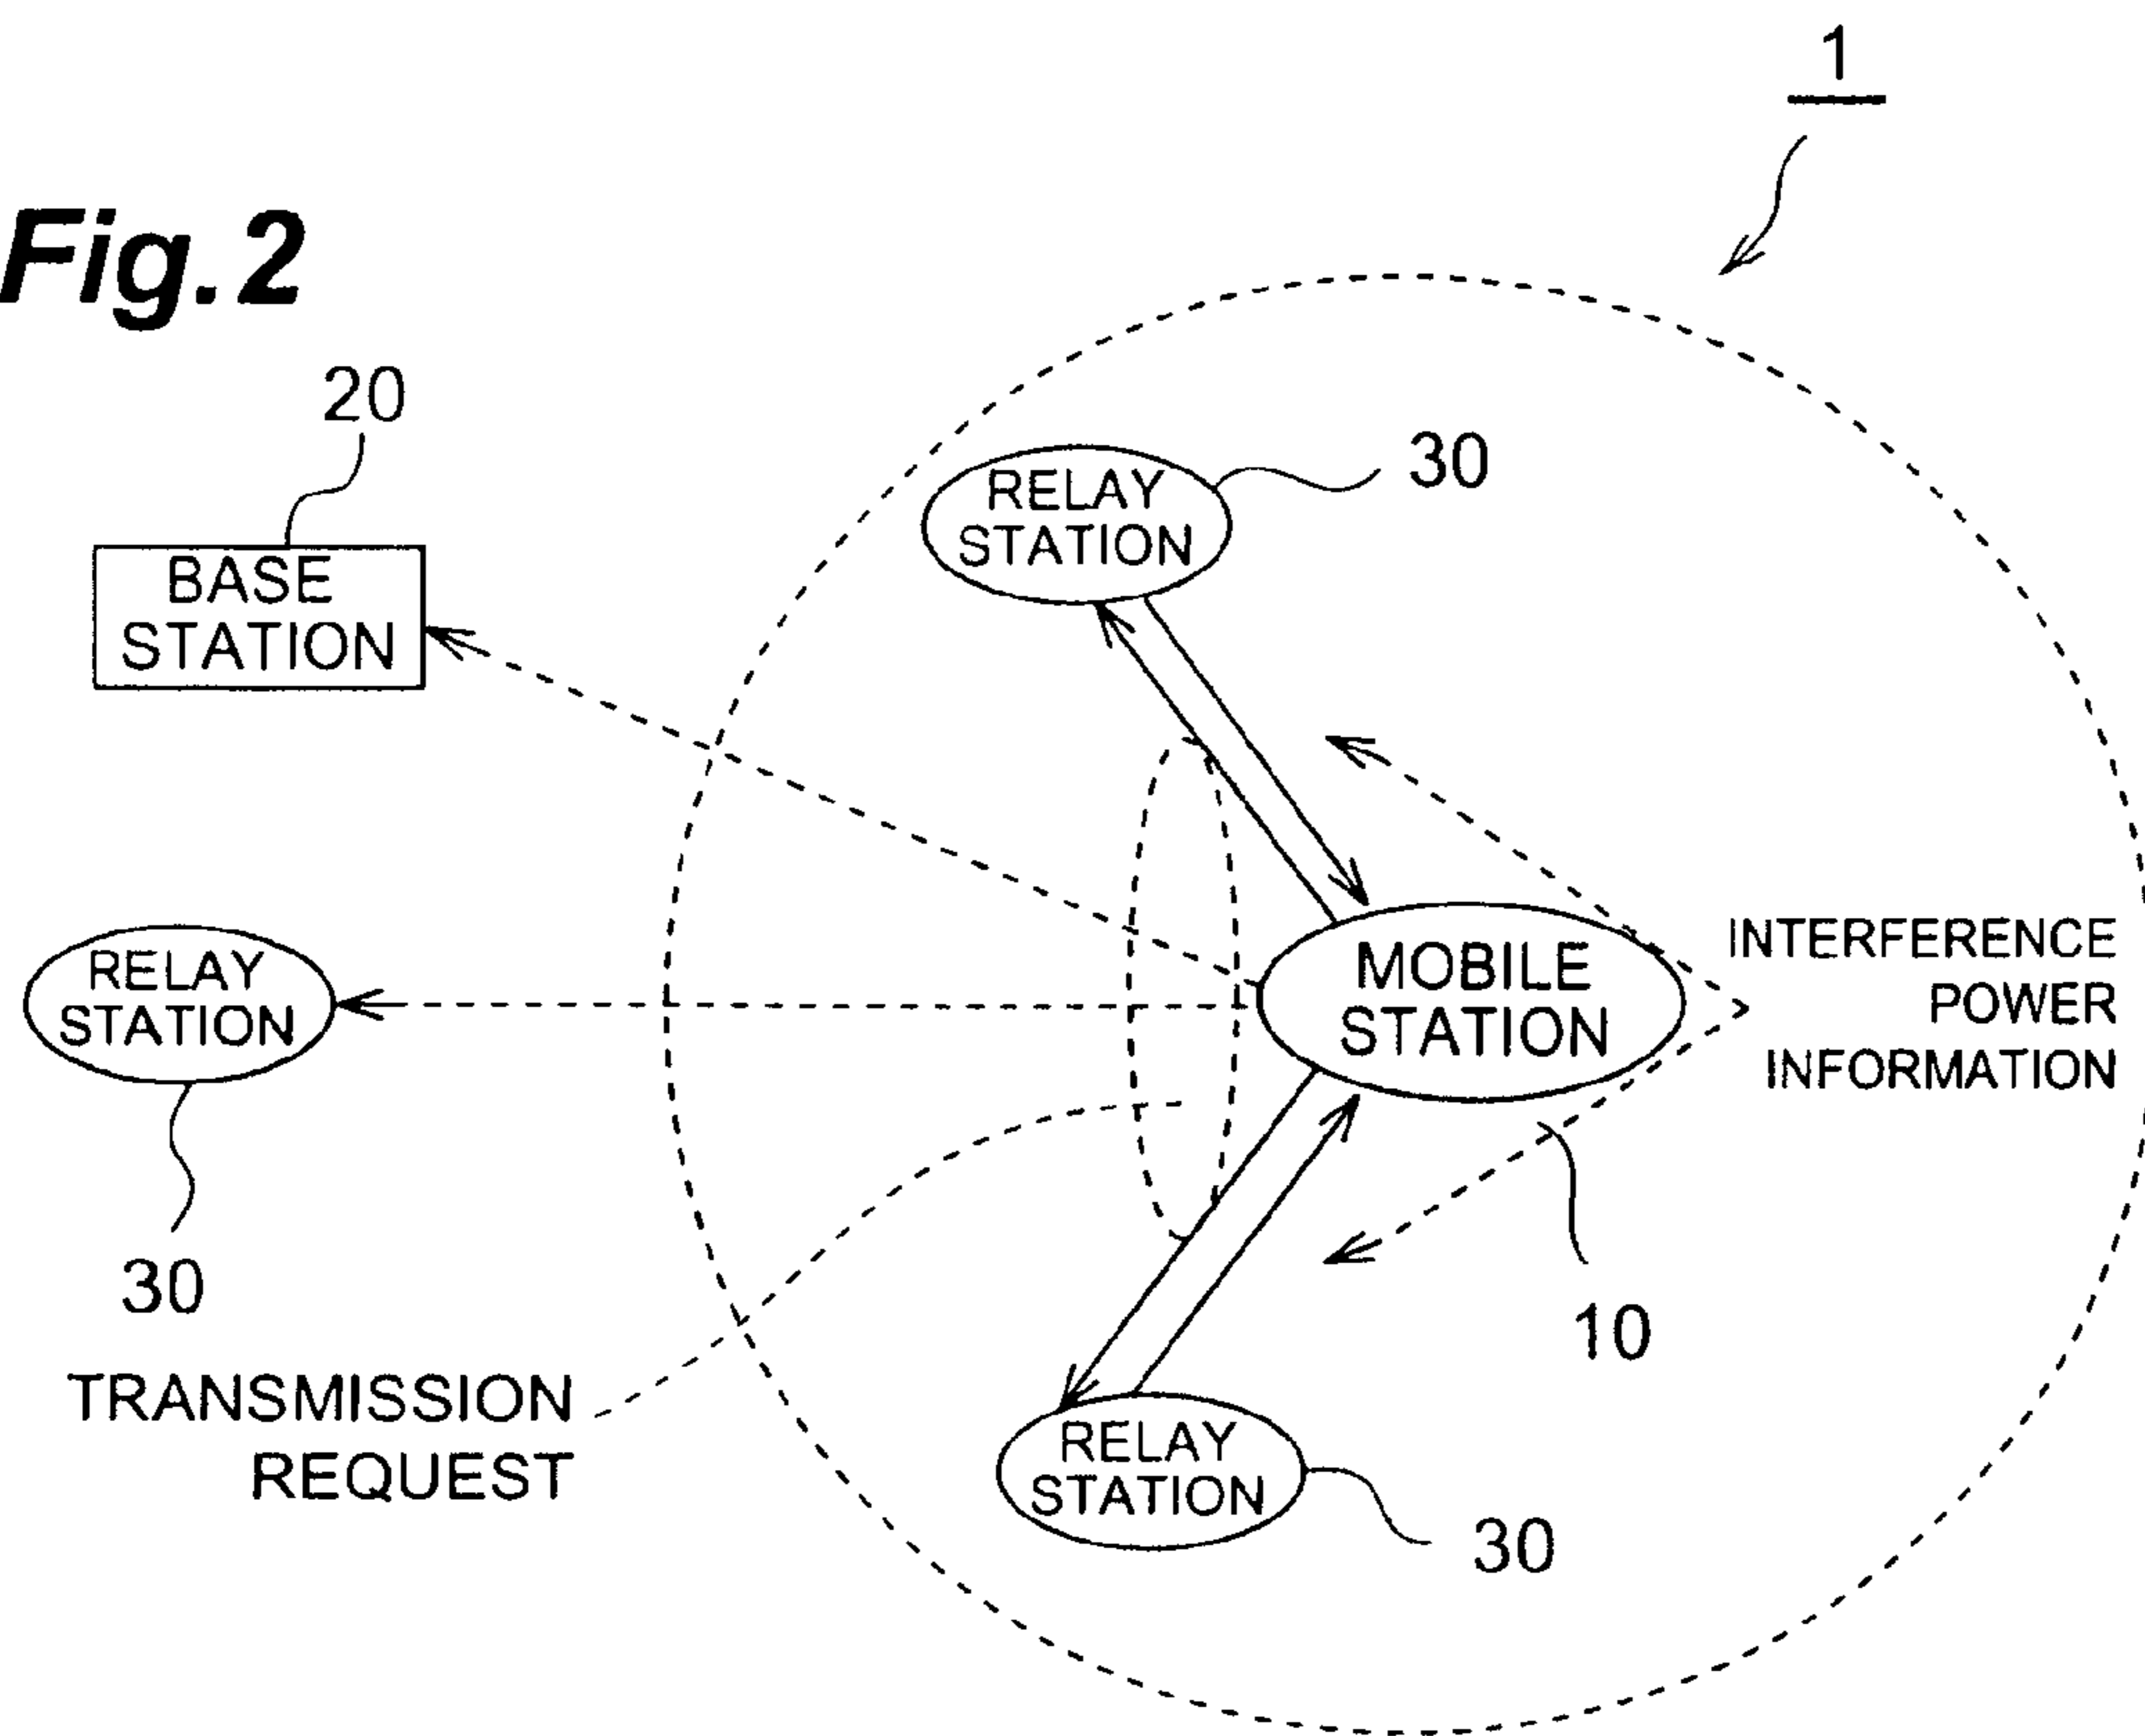 1
Fig.2
20
30
RELAY
STATION
BASE
STATION
RELAY
STATION
MOBILE
STATION
INTERFERENCE
POWER
INFORMATION
30
10
TRANSMISSION
REQUEST
RELAY
STATION
30